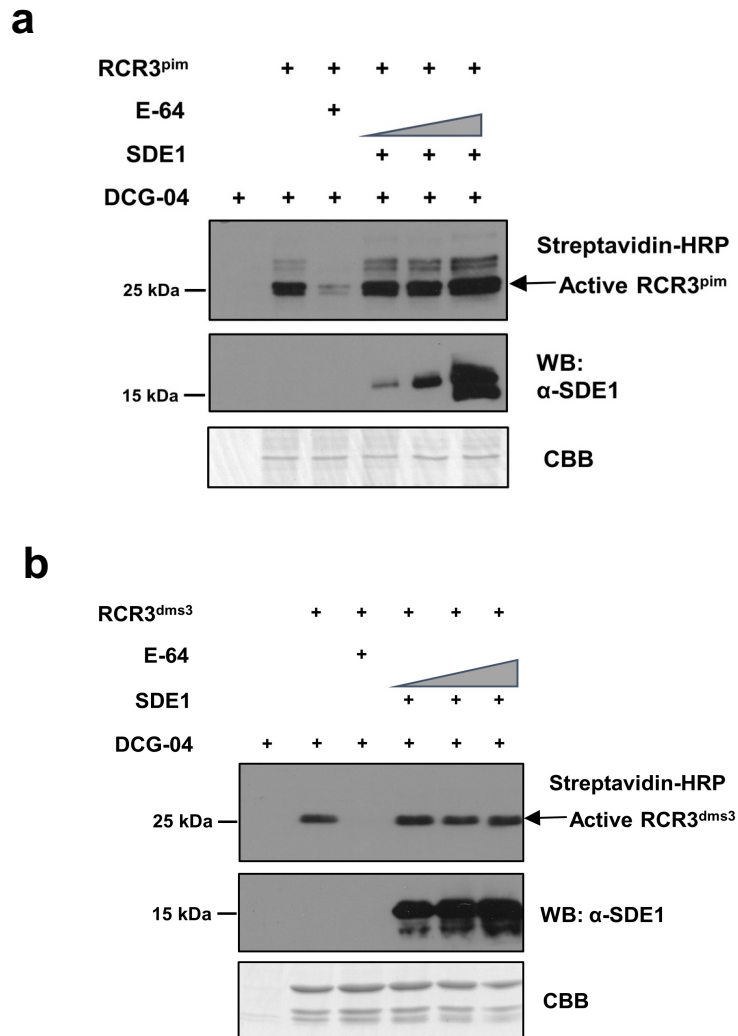 a
RCR3pim + + + + +
E-64 +
SDE1 + + +
DCG-04 + + + + + +
Streptavidin-HRP
25 kDa Active RCR3pim
WB:
α-SDE1
15 kDa
CBB
b
RCR3dms3 + + + + +
E-64 +
SDE1 + + +
DCG-04 + + + + + +
Streptavidin-HRP
25 kDa Active RCR3dms3
15 kDa WB: α-SDE1
CBB